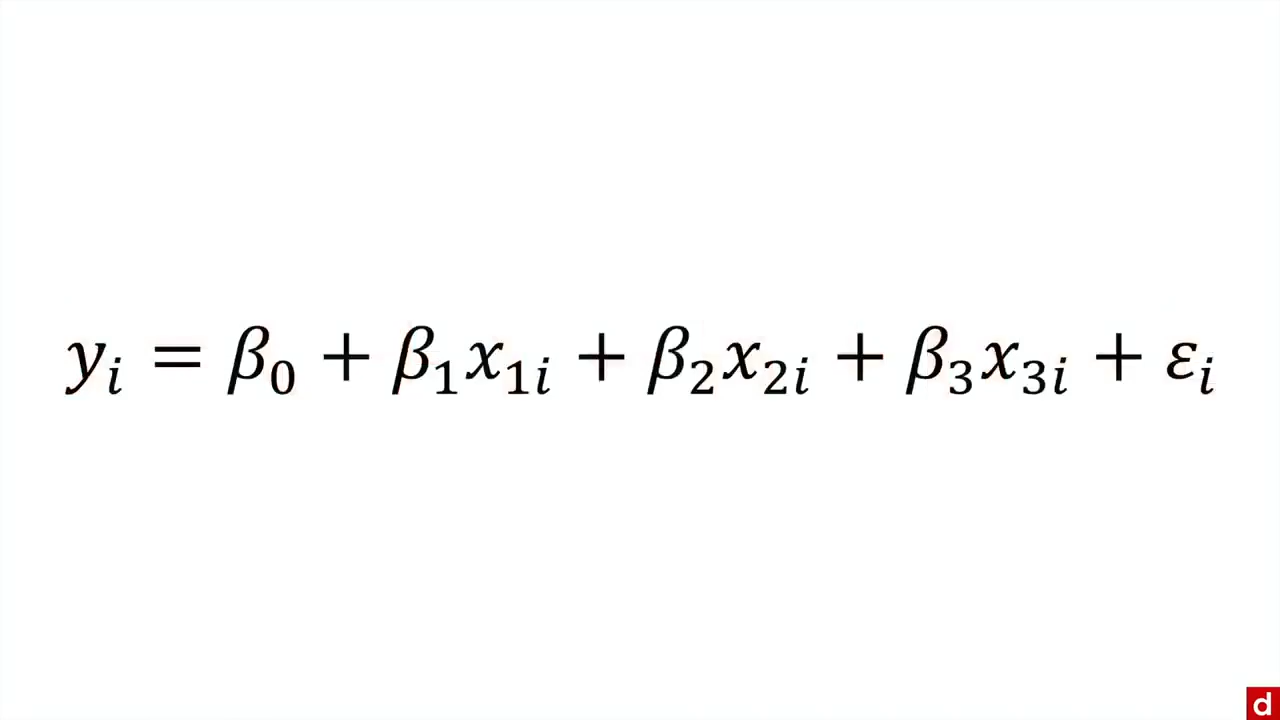 yᵢ = β₀ + β₁x₁ᵢ + β₂x₂ᵢ + β₃x₃ᵢ + εᵢ
d